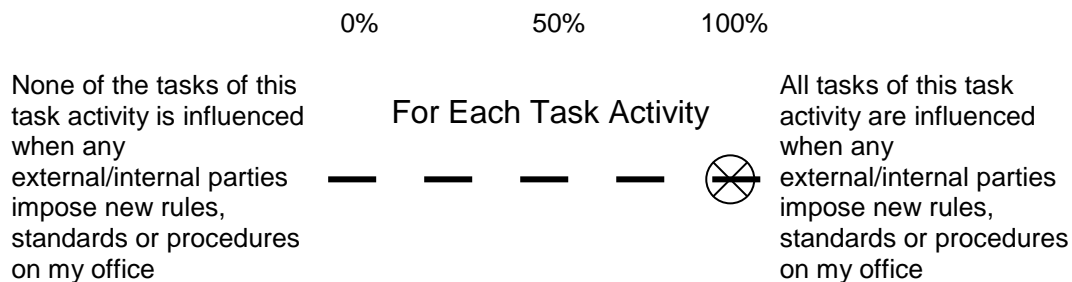 0% 50% 100%
None of the tasks of this
task activity is influenced
when any
external/internal parties
impose new rules,
standards or procedures
on my office
For Each Task Activity
All tasks of this task
activity are influenced
when any
external/internal parties
impose new rules,
standards or procedures
on my office